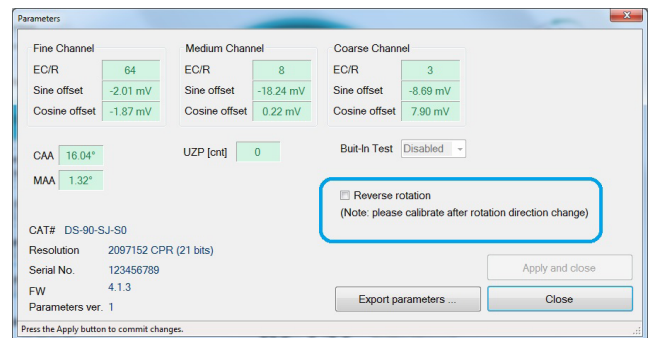 Parameters
Fine Channel
EC/R 64
Sine offset -2.01 mV
Cosine offset -1.87 mV
Medium Channel
EC/R 8
Sine offset -18.24 mV
Cosine offset 0.22 mV
Coarse Channel
EC/R 3
Sine offset -8.69 mV
Cosine offset 7.90 mV
CAA 16.04°
MAA 1.32°
UZP [cnt] 0
Buit-In Test Disabled
Reverse rotation
(Note: please calibrate after rotation direction change)
CAT# DS-90-SJ-S0
Resolution 2097152 CPR (21 bits)
Serial No. 123456789
FW 4.1.3
Parameters ver. 1
Apply and close
Export parameters ...
Close
Press the Apply button to commit changes.